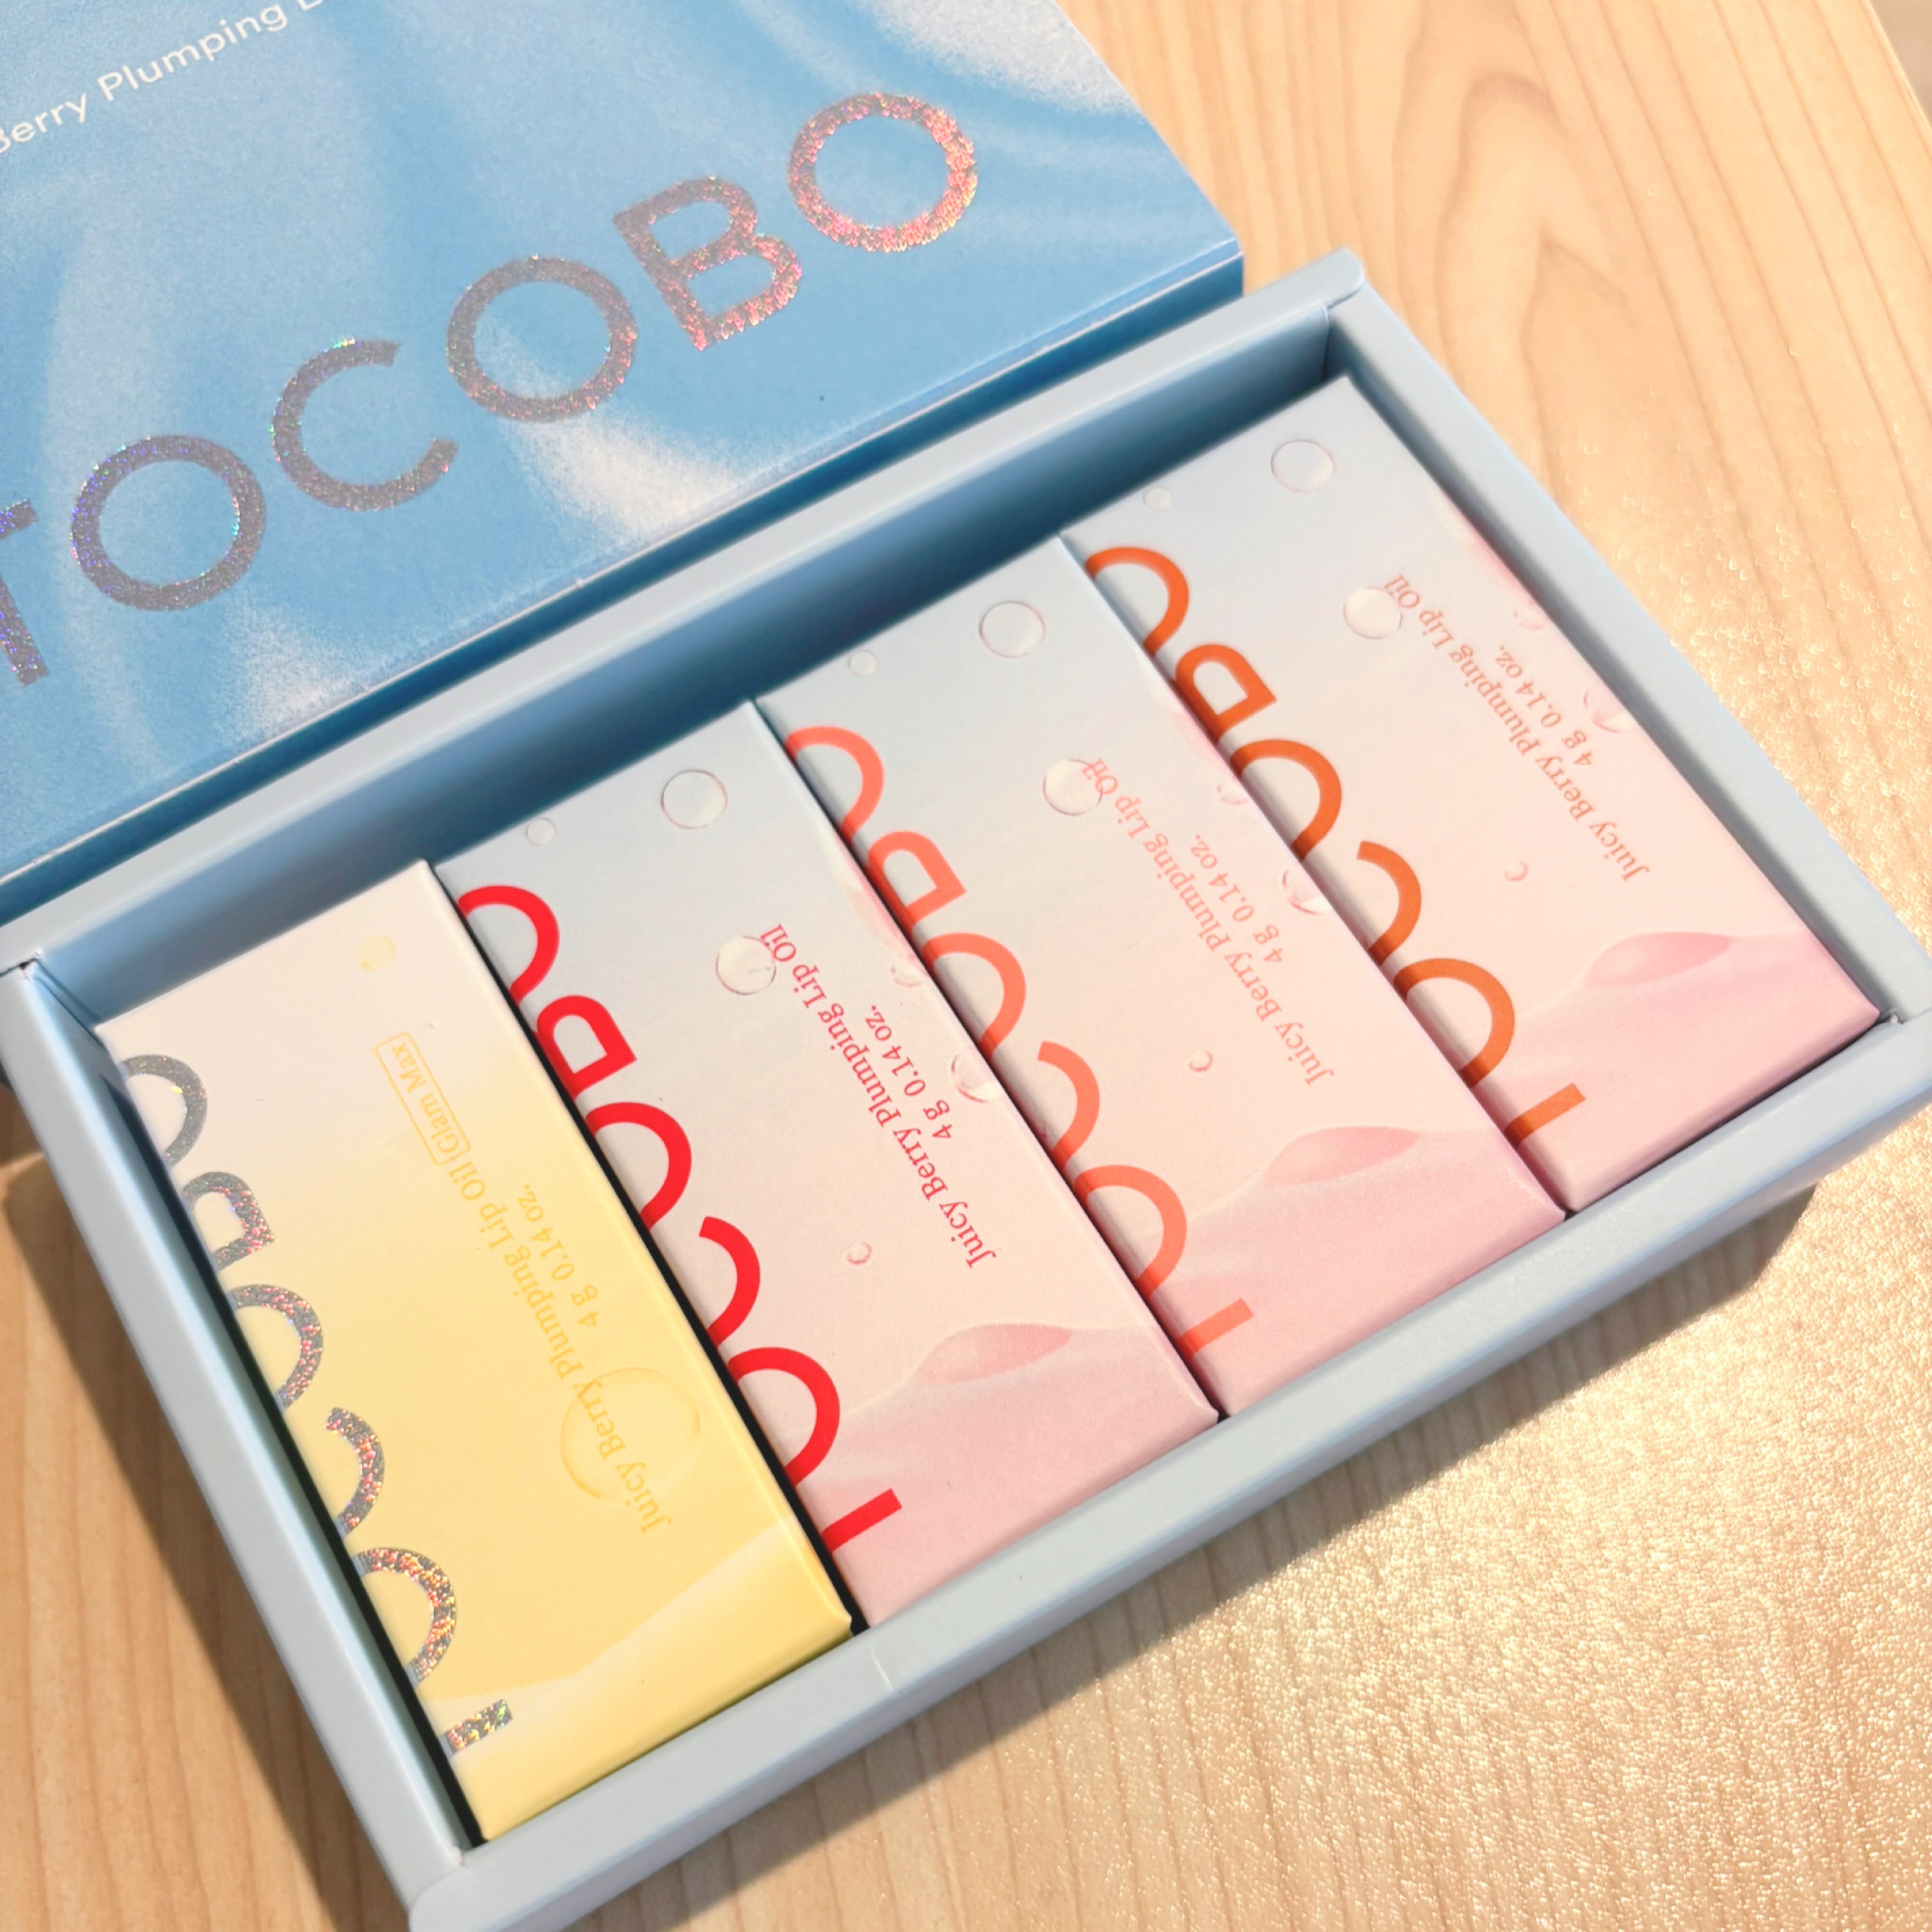 Berry Plumping
TOCOBO
TOCOBO
Juicy Berry Plumping Lip Oil Glam Max
4 g 0.14 oz.
TOCOBO
Juicy Berry Plumping Lip Oil
4 g 0.14 oz.
TOCOBO
Juicy Berry Plumping Lip Oil
4 g 0.14 oz.
TOCOBO
Juicy Berry Plumping Lip Oil
4 g 0.14 oz.